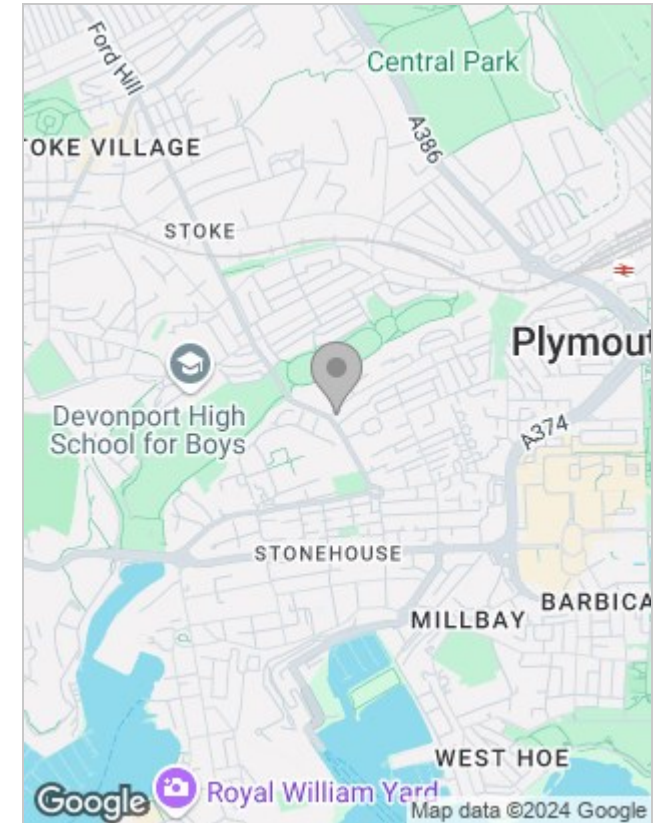 Ford Hill
Central Park
A386
TOKE VILLAGE
STOKE
Plymout
Devonport High
School for Boys
A374
STONEHOUSE
BARBICA
MILLBAY
WEST HOE
Royal William Yard
Google
Map data ©2024 Google